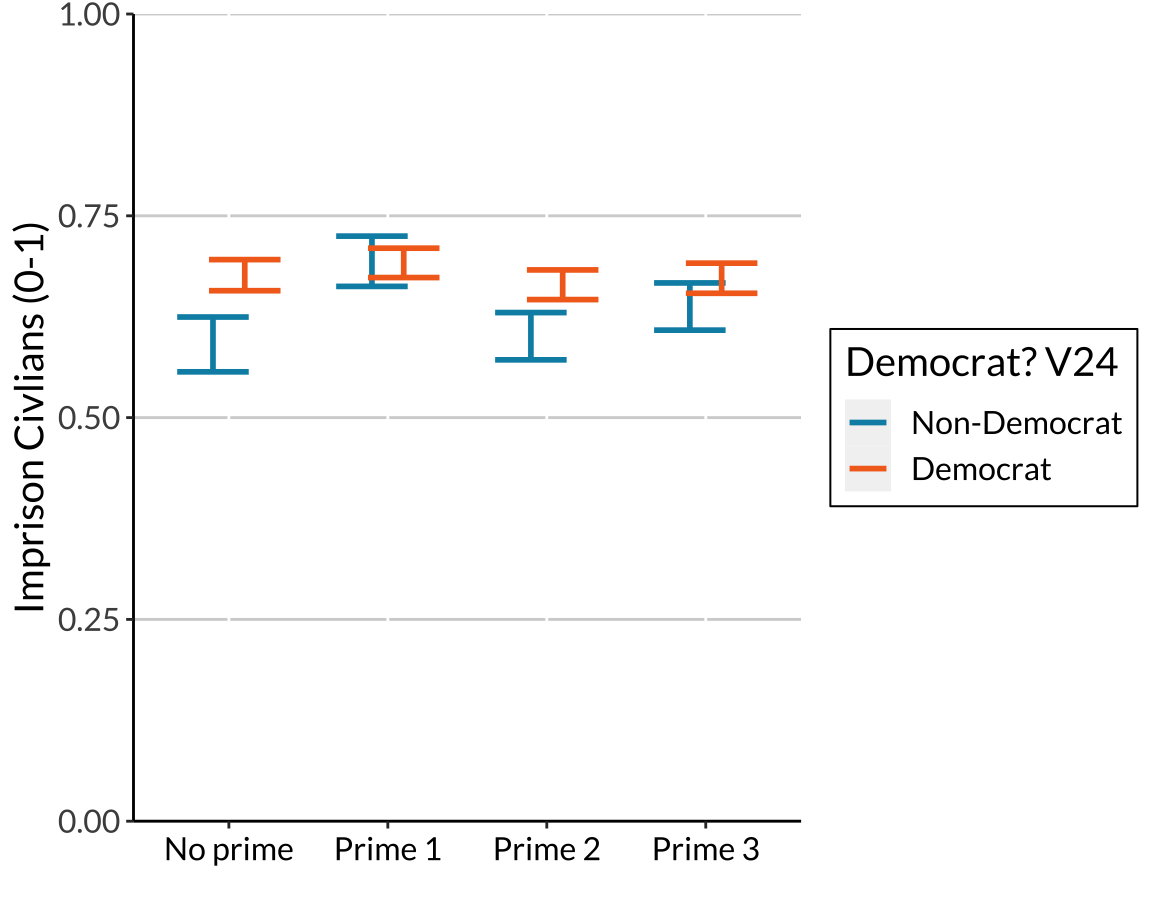 1.00
0.75
0.50
0.25
0.00
Imprison Civlians (0-1)
No prime
Prime 1
Prime 2
Prime 3
Democrat? V24
Non-Democrat
Democrat